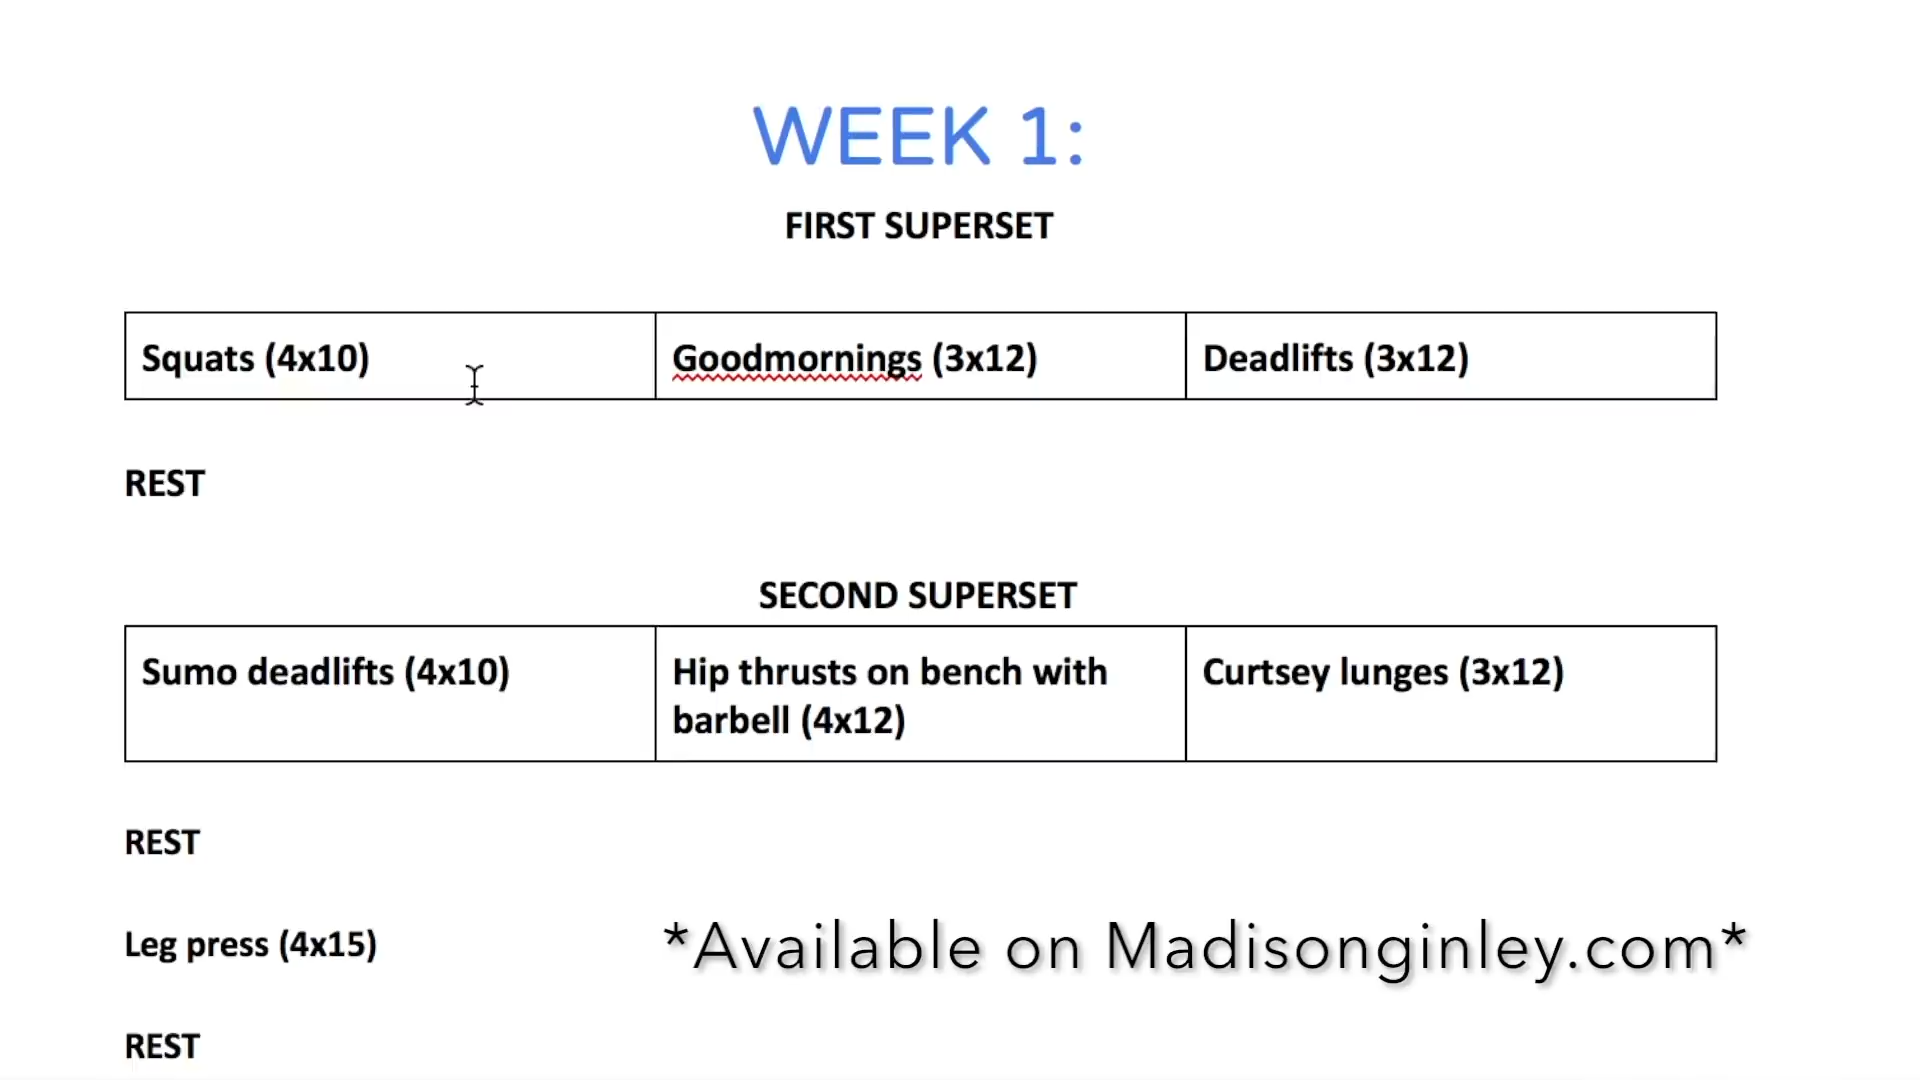 WEEK 1:
FIRST SUPERSET
Squats (4x10)
Goodmornings (3x12)
Deadlifts (3x12)
REST
SECOND SUPERSET
Sumo deadlifts (4x10)
Hip thrusts on bench with
barbell (4x12)
Curtsey lunges (3x12)
REST
Leg press (4x15)
*Available on Madisonginley.com*
REST